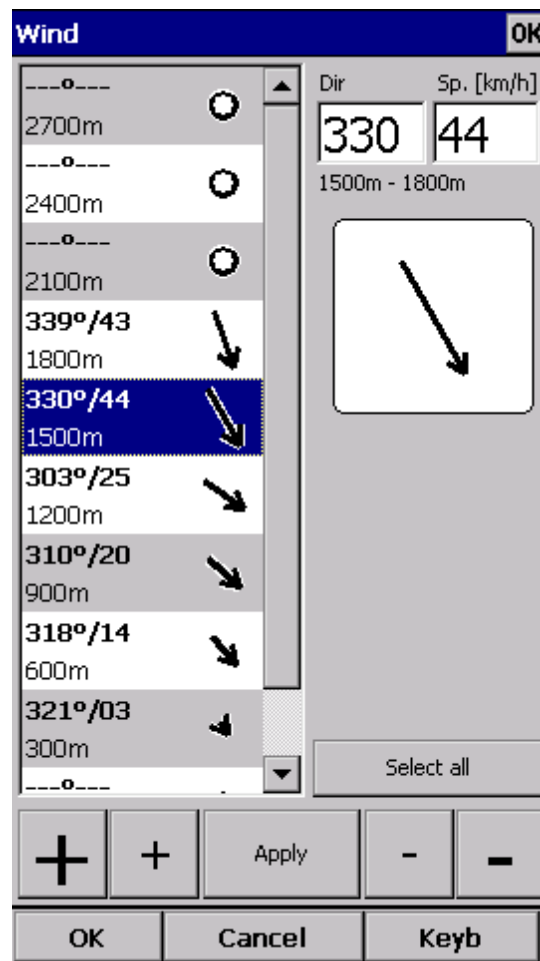 Wind
OK
---º---
2700m
---º---
2400m
---º---
2100m
339º/43
1800m
330º/44
1500m
303º/25
1200m
310º/20
900m
318º/14
600m
321º/03
300m
---º---
Dir
Sp. [km/h]
330
44
1500m - 1800m
Select all
+
+
Apply
-
-
OK
Cancel
Keyb